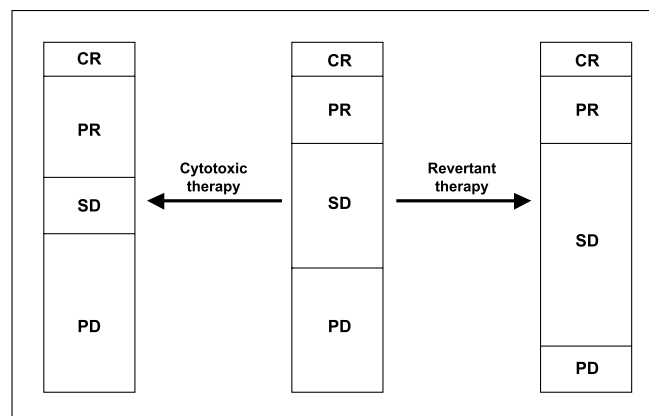 CR
PR
SD
PD
Cytotoxic
therapy
CR
PR
SD
PD
Revertant
therapy
CR
PR
SD
PD